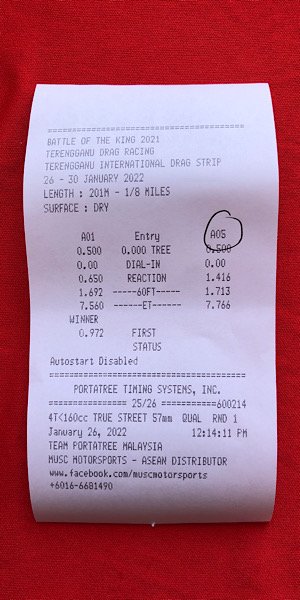 ========================================
BATTLE OF THE KING 2021
TERENGGANU DRAG RACING
TERENGGANU INTERNATIONAL DRAG STRIP
26 - 30 JANUARY 2022
LENGTH : 201M - 1/8 MILES
SURFACE : DRY
A01 Entry A05
0.500 0.000 TREE 0.500
0.00 DIAL-IN 0.00
0.650 REACTION 1.416
1.692 -----60FT----- 1.713
7.560 ------ET------ 7.766
WINNER
0.972 FIRST
STATUS
Autostart Disabled
========================================
PORTATREE TIMING SYSTEMS, INC.
================ 25/26 ===========600214
4T<160cc TRUE STREET 57mm QUAL RND 1
January 26, 2022 12:14:11 PM
TEAM PORTATREE MALAYSIA
MUSC MOTORSPORTS - ASEAN DISTRIBUTOR
www.facebook.com/muscmotorsports
+6016-6681490